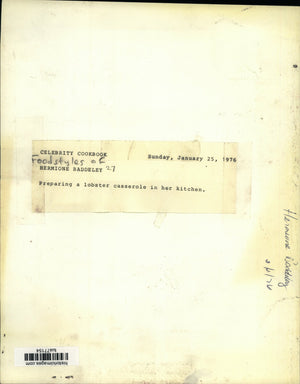 CELEBRITY COOKBOOK Sunday, January 25, 1976
Foodstyles of
HERMIONE BADDELEY 27
Preparing a lobster casserole in her kitchen.
Hermione Baddeley
historicimages.com